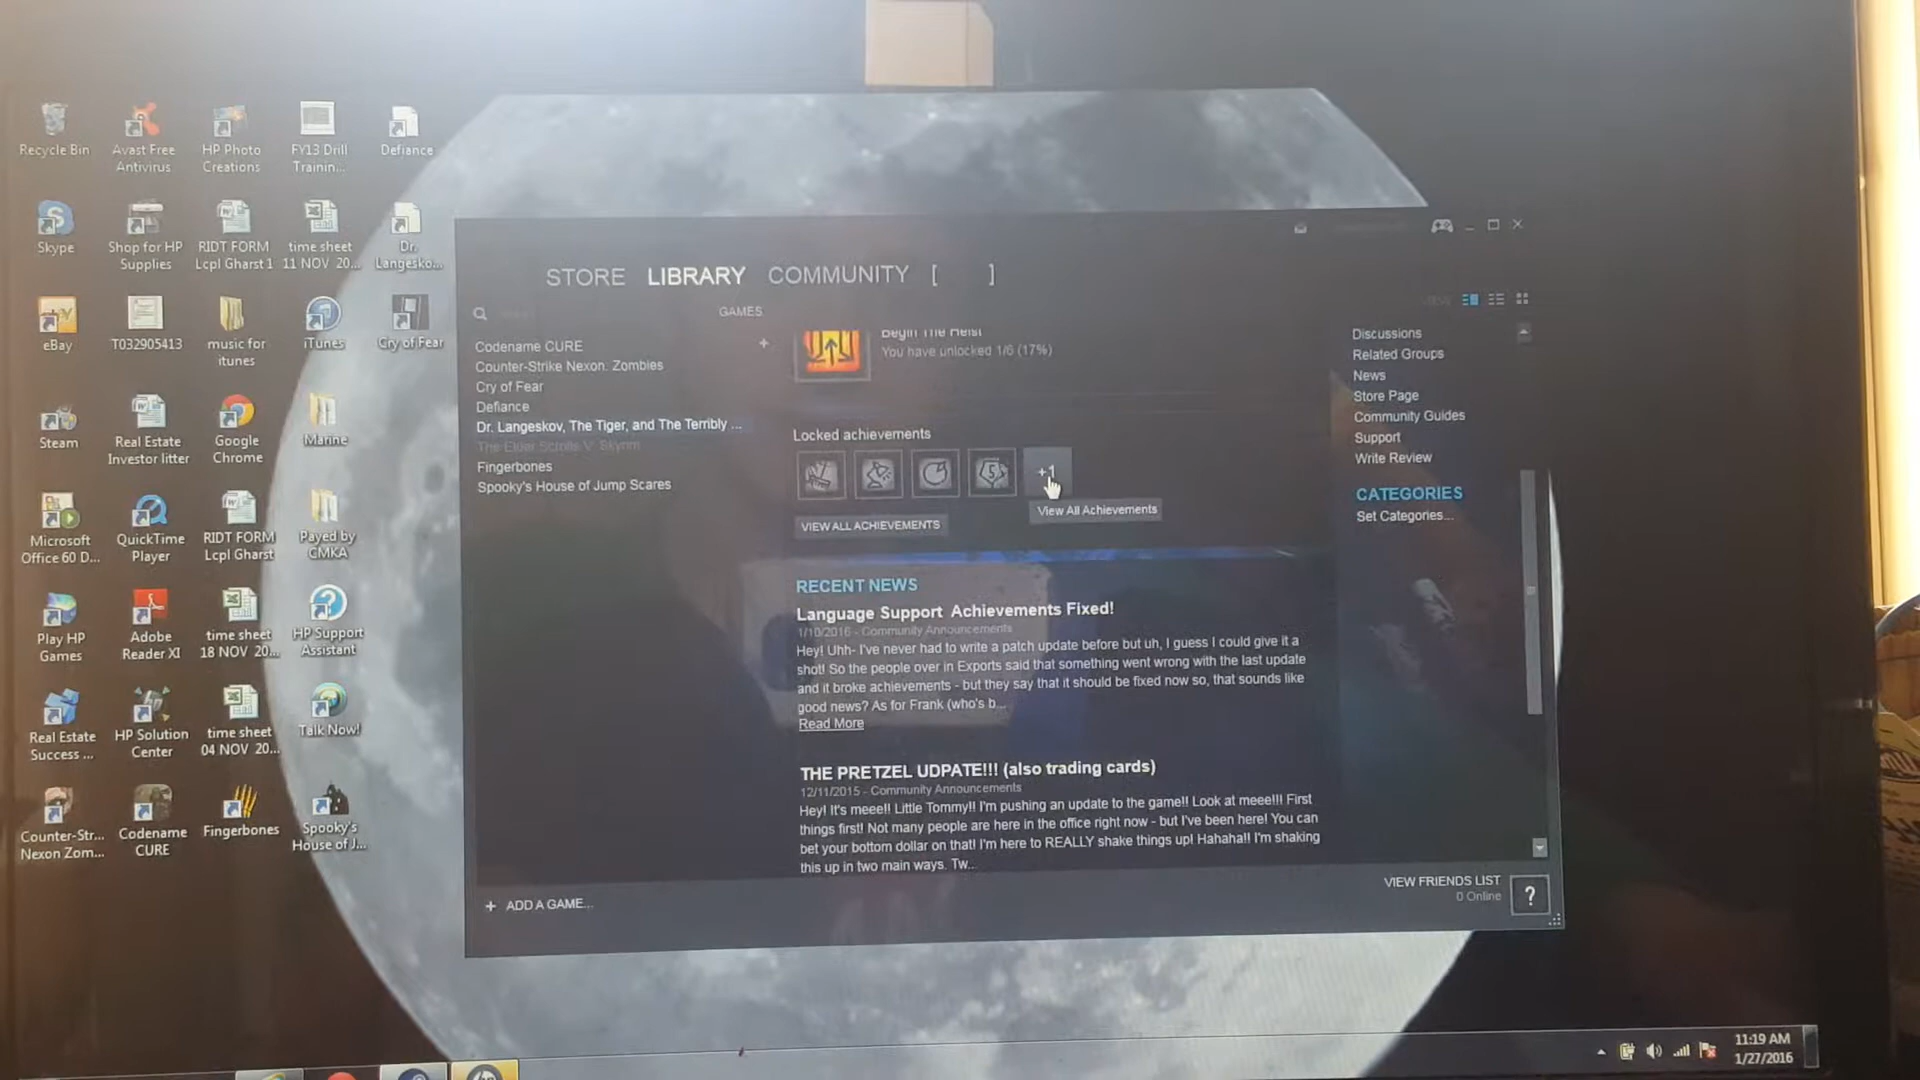 Recycle Bin
Avast Free
Antivirus
HP Photo
Creations
FY13 Drill
Trainin...
Defiance
Skype
Shop for HP
Supplies
RIDT FORM
Lcpl Gharst 1
time sheet
11 NOV 20...
Dr.
Langesko...
eBay
T032905413
music for
itunes
iTunes
Cry of Fear
Steam
Real Estate
Investor litter
Google
Chrome
Marine
Microsoft
Office 60 D...
QuickTime
Player
RIDT FORM
Lcpl Gharst
Payed by
CMKA
Play HP
Games
Adobe
Reader XI
time sheet
18 NOV 20...
HP Support
Assistant
Real Estate
Success ...
HP Solution
Center
time sheet
04 NOV 20...
Talk Now!
Counter-Str...
Nexon Zom...
Codename
CURE
Fingerbones
Spooky's
House of J...
STORE LIBRARY COMMUNITY [ ]
GAMES
VIEW
Codename CURE
Counter-Strike Nexon: Zombies
Cry of Fear
Defiance
Dr. Langeskov, The Tiger, and The Terribly ...
The Elder Scrolls V: Skyrim
Fingerbones
Spooky's House of Jump Scares
+ ADD A GAME...
Begin The Heist
You have unlocked 1/6 (17%)
Locked achievements
+1
View All Achievements
VIEW ALL ACHIEVEMENTS
RECENT NEWS
Language Support Achievements Fixed!
1/10/2016 - Community Announcements
Hey! Uhh- I've never had to write a patch update before but uh, I guess I could give it a
shot! So the people over in Exports said that something went wrong with the last update
and it broke achievements - but they say that it should be fixed now so, that sounds like
good news? As for Frank (who's b...
Read More
THE PRETZEL UDPATE!!! (also trading cards)
12/11/2015 - Community Announcements
Hey! It's meee!! Little Tommy!! I'm pushing an update to the game!! Look at meee!!! First
things first! Not many people are here in the office right now - but I've been here! You can
bet your bottom dollar on that! I'm here to REALLY shake things up! Hahaha!! I'm shaking
this up in two main ways. Tw...
Discussions
Related Groups
News
Store Page
Community Guides
Support
Write Review
CATEGORIES
Set Categories...
VIEW FRIENDS LIST
0 Online
?
11:19 AM
1/27/2016